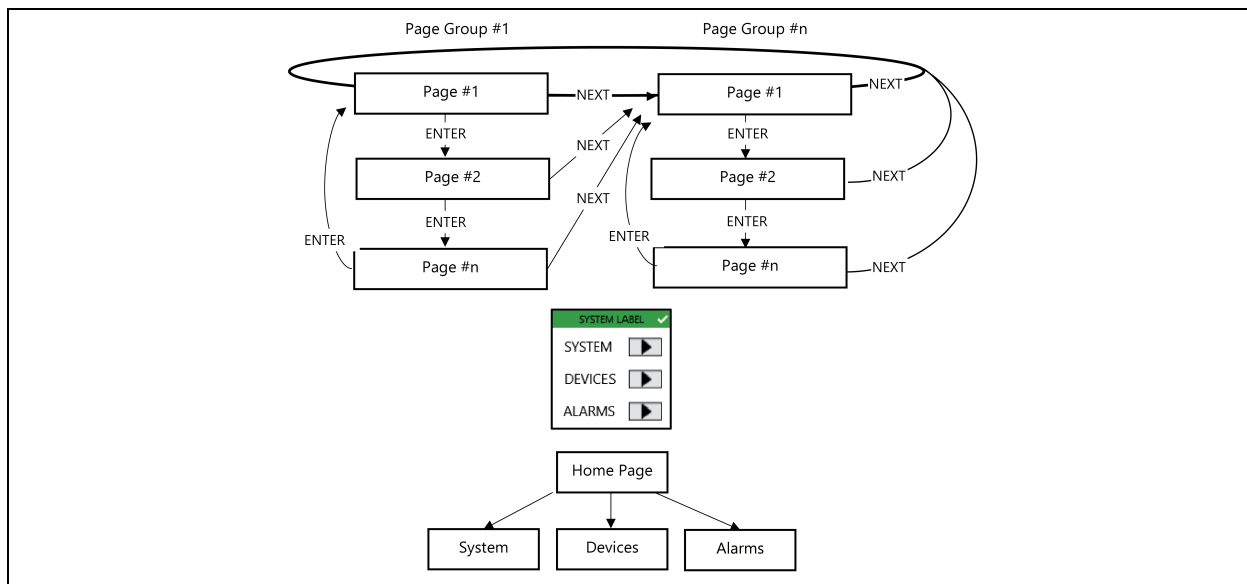 Page Group #1 Page Group #n
Page #1 NEXT Page #1 NEXT
ENTER ENTER
NEXT
Page #2 Page #2 NEXT
NEXT
ENTER ENTER
ENTER ENTER
Page #n Page #n NEXT
SYSTEM LABEL
SYSTEM
DEVICES
ALARMS
Home Page
System Devices Alarms